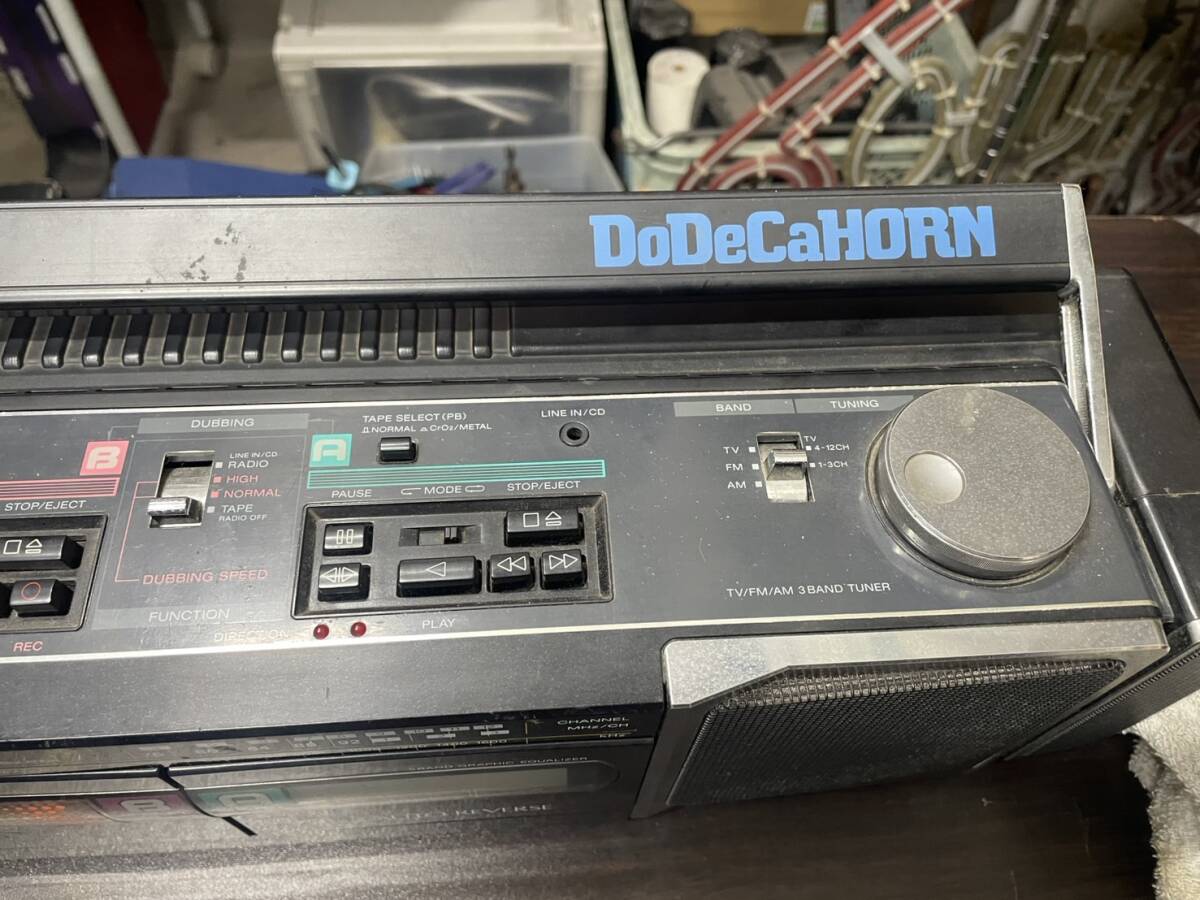 DoDeCaHORN
DUBBING
TAPE SELECT (PB)
NORMAL CrO2/METAL
LINE IN/CD
BAND
TUNING
B
A
LINE IN/CD
RADIO
HIGH
NORMAL
TAPE
RADIO OFF
TV
FM
AM
TV
4-12CH
1-3CH
STOP/EJECT
PAUSE
MODE
STOP/EJECT
DUBBING SPEED
FUNCTION
DIRECTION
PLAY
REC
TV/FM/AM 3 BAND TUNER
CHANNEL
MHz/CH
kHz
GRAPHIC EQUALIZER
B
A
REVERSE